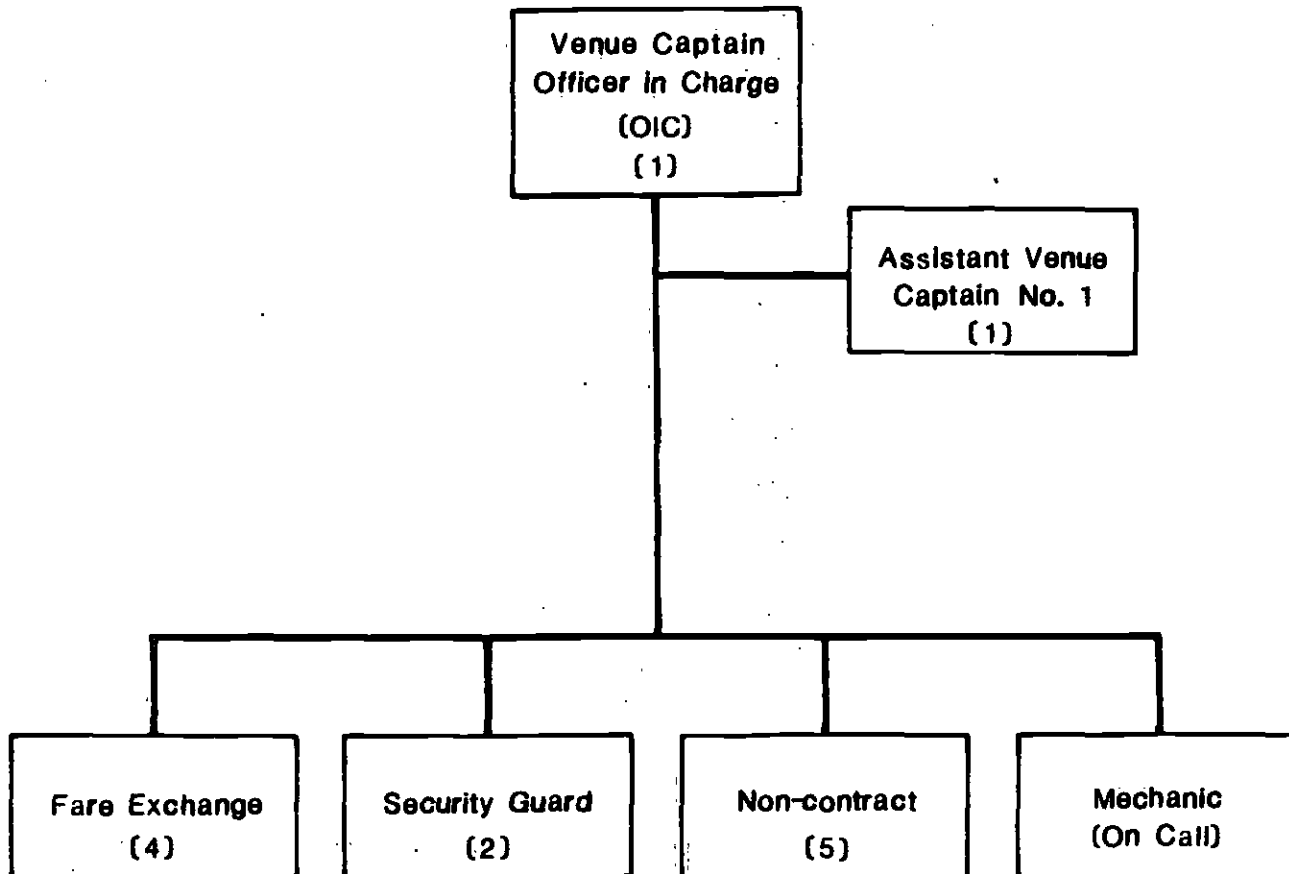 Venue Captain
Officer in Charge
(OIC)
(1)
Assistant Venue
Captain No. 1
(1)
Fare Exchange
(4)
Security Guard
(2)
Non-contract
(5)
Mechanic
(On Call)